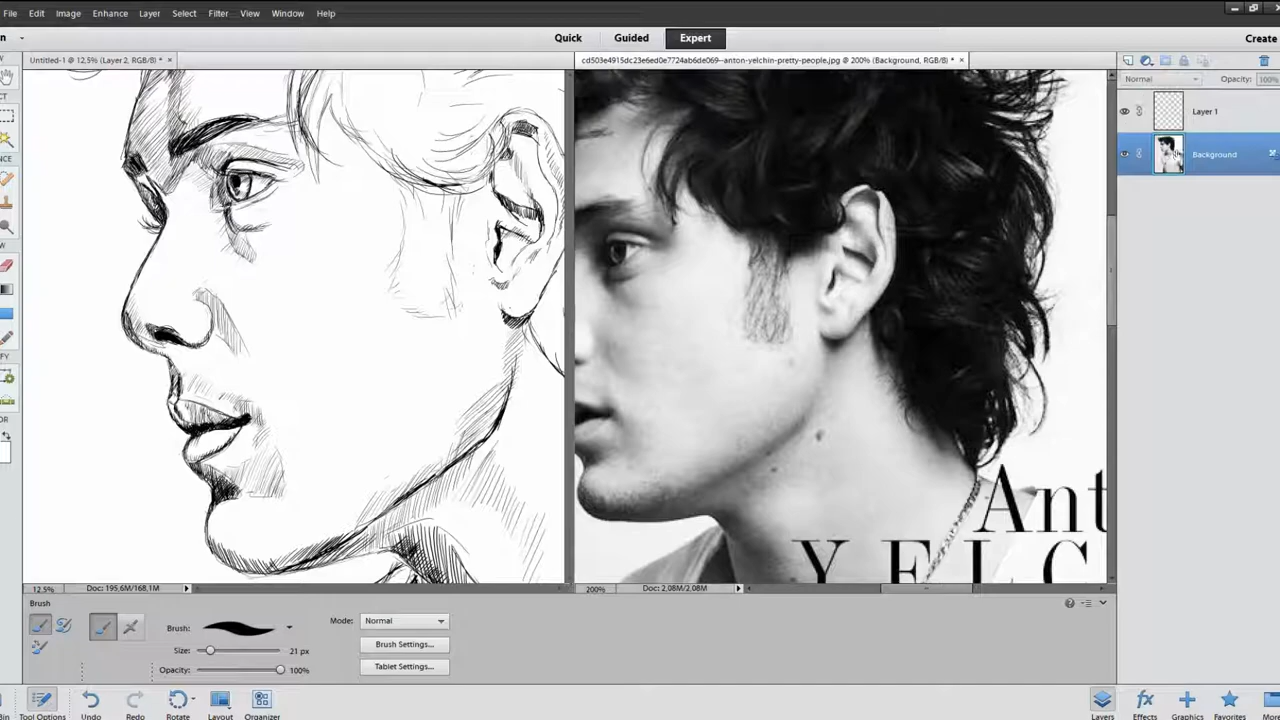 File Edit Image Enhance Layer Select Filter View Window Help
Quick Guided Expert Create
Untitled-1 @ 12,5% (Layer 2, RGB/8) * ×
cd503e4915dc23e6ed0e7724ab6de069--anton-yelchin-pretty-people.jpg @ 200% (Background, RGB/8) * ×
Normal Opacity: 100%
Layer 1
Background
Ant
YELC
12,5% Doc: 195,6M/168,1M
200% Doc: 2,08M/2,08M
Brush
Brush:
Size: 21 px
Opacity: 100%
Mode: Normal
Brush Settings...
Tablet Settings...
Bin Tool Options Undo Redo Rotate Layout Organizer
Layers Effects Graphics Favorites More